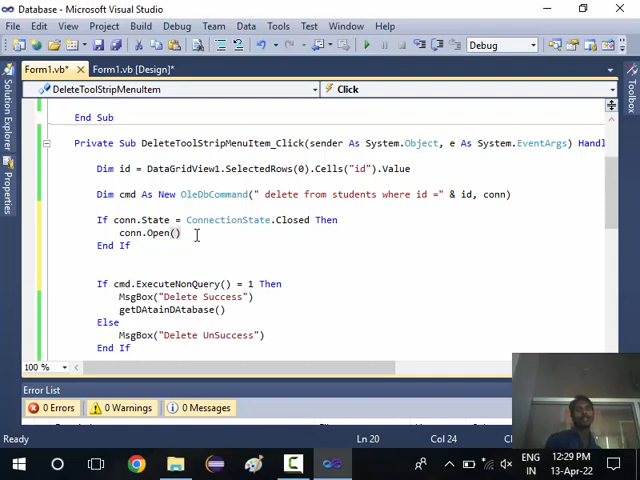 Database - Microsoft Visual Studio
File Edit View Project Build Debug Team Data Tools Test Window Help
Debug
Form1.vb* Form1.vb [Design]*
DeleteToolStripMenuItem Click
Solution Explorer
Properties
Toolbox
End Sub
Private Sub DeleteToolStripMenuItem_Click(sender As System.Object, e As System.EventArgs) Handl
Dim id = DataGridView1.SelectedRows(0).Cells("id").Value
Dim cmd As New OleDbCommand(" delete from students where id =" & id, conn)
If conn.State = ConnectionState.Closed Then
conn.Open()
End If
If cmd.ExecuteNonQuery() = 1 Then
MsgBox("Delete Success")
getDAtainDAtabase()
Else
MsgBox("Delete UnSuccess")
End If
100 %
Error List
0 Errors 0 Warnings 0 Messages
Ready Ln 20 Col 24
ENG 12:29 PM
IN 13-Apr-22